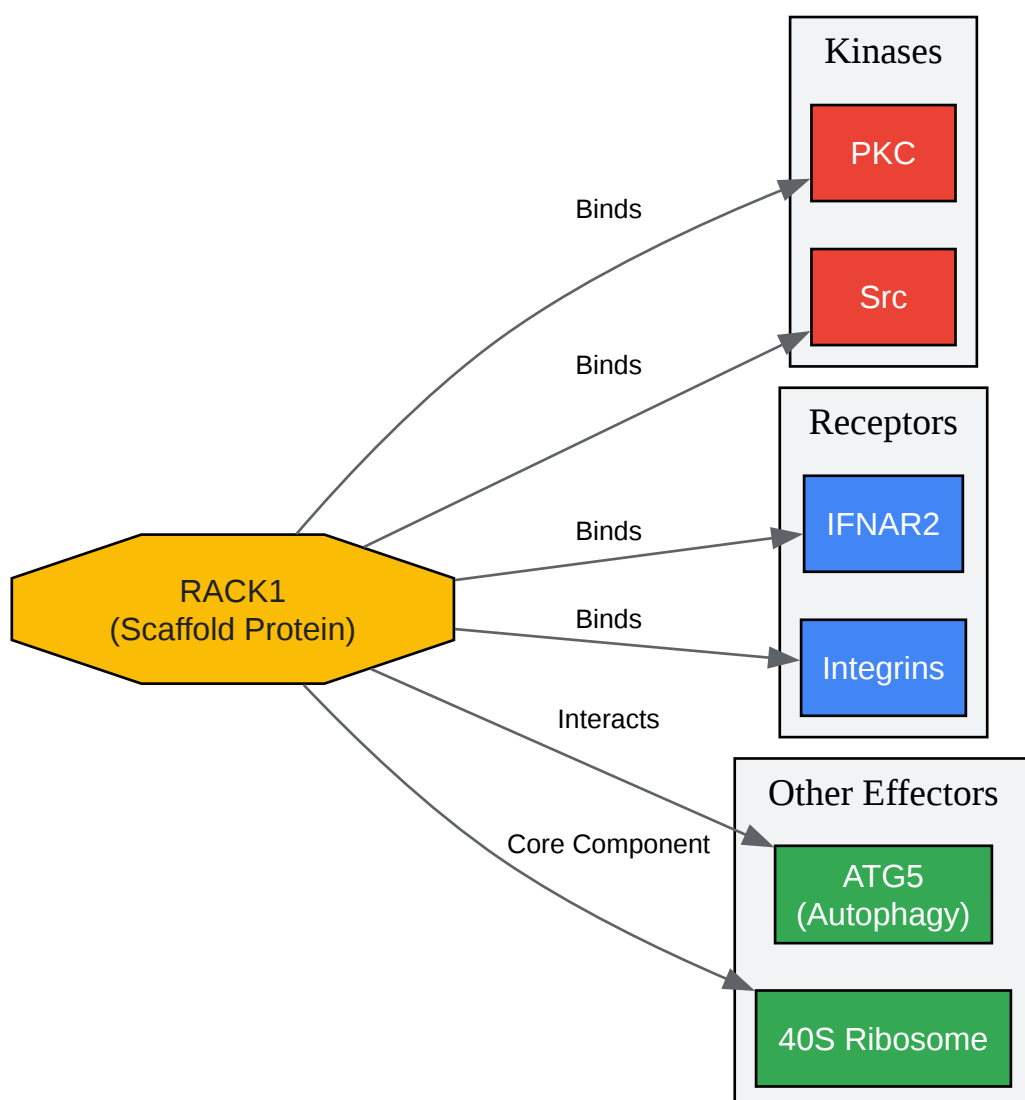 Kinases
PKC
Binds
Src
Binds
Receptors
IFNAR2
Binds
RACK1
(Scaffold Protein)
Binds
Integrins
Interacts
Other Effectors
Core Component
ATG5
(Autophagy)
40S Ribosome